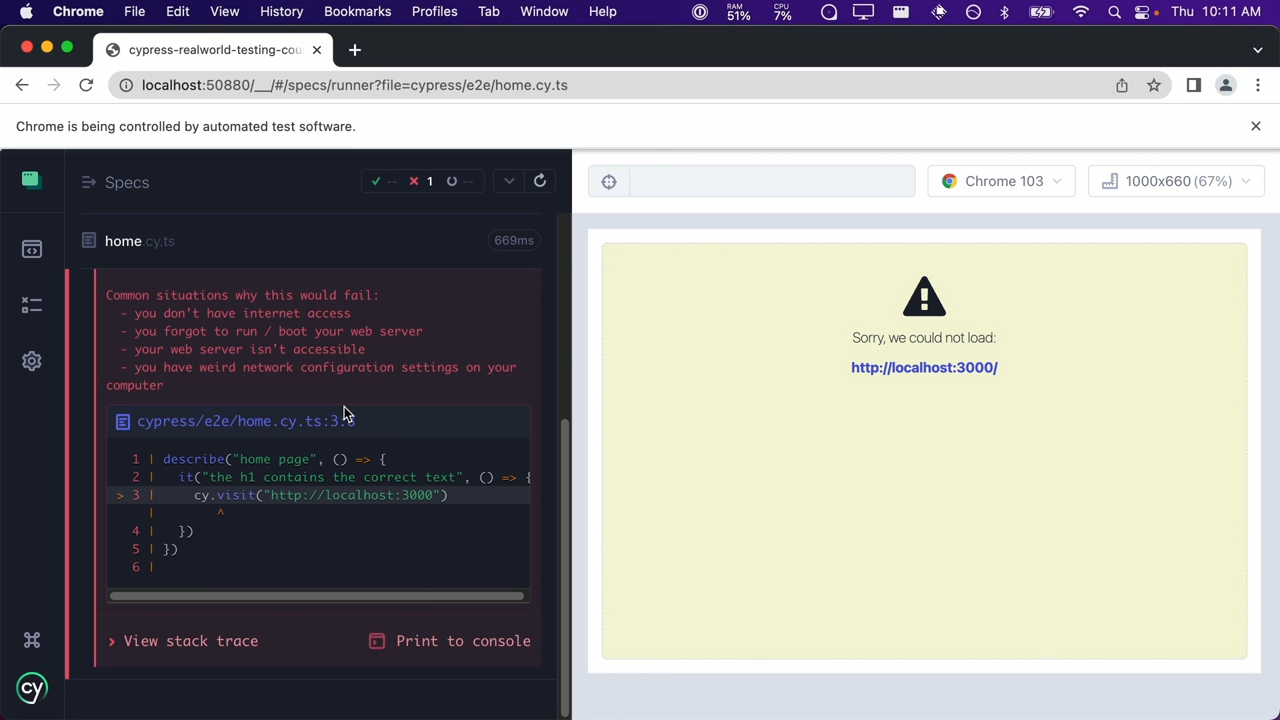 Chrome File Edit View History Bookmarks Profiles Tab Window Help RAM 51% CPU 7% Thu 10:11 AM
cypress-realworld-testing-cou
localhost:50880/__/#/specs/runner?file=cypress/e2e/home.cy.ts
Chrome is being controlled by automated test software.
Specs -- 1 --
Chrome 103 1000x660 (67%)
home.cy.ts 669ms
Common situations why this would fail:
- you don't have internet access
- you forgot to run / boot your web server
- your web server isn't accessible
- you have weird network configuration settings on your
computer
cypress/e2e/home.cy.ts:3:
1 | describe("home page", () => {
2 | it("the h1 contains the correct text", () => {
> 3 | cy.visit("http://localhost:3000")
| ^
4 | })
5 | })
6 |
View stack trace Print to console
cy
Sorry, we could not load:
http://localhost:3000/